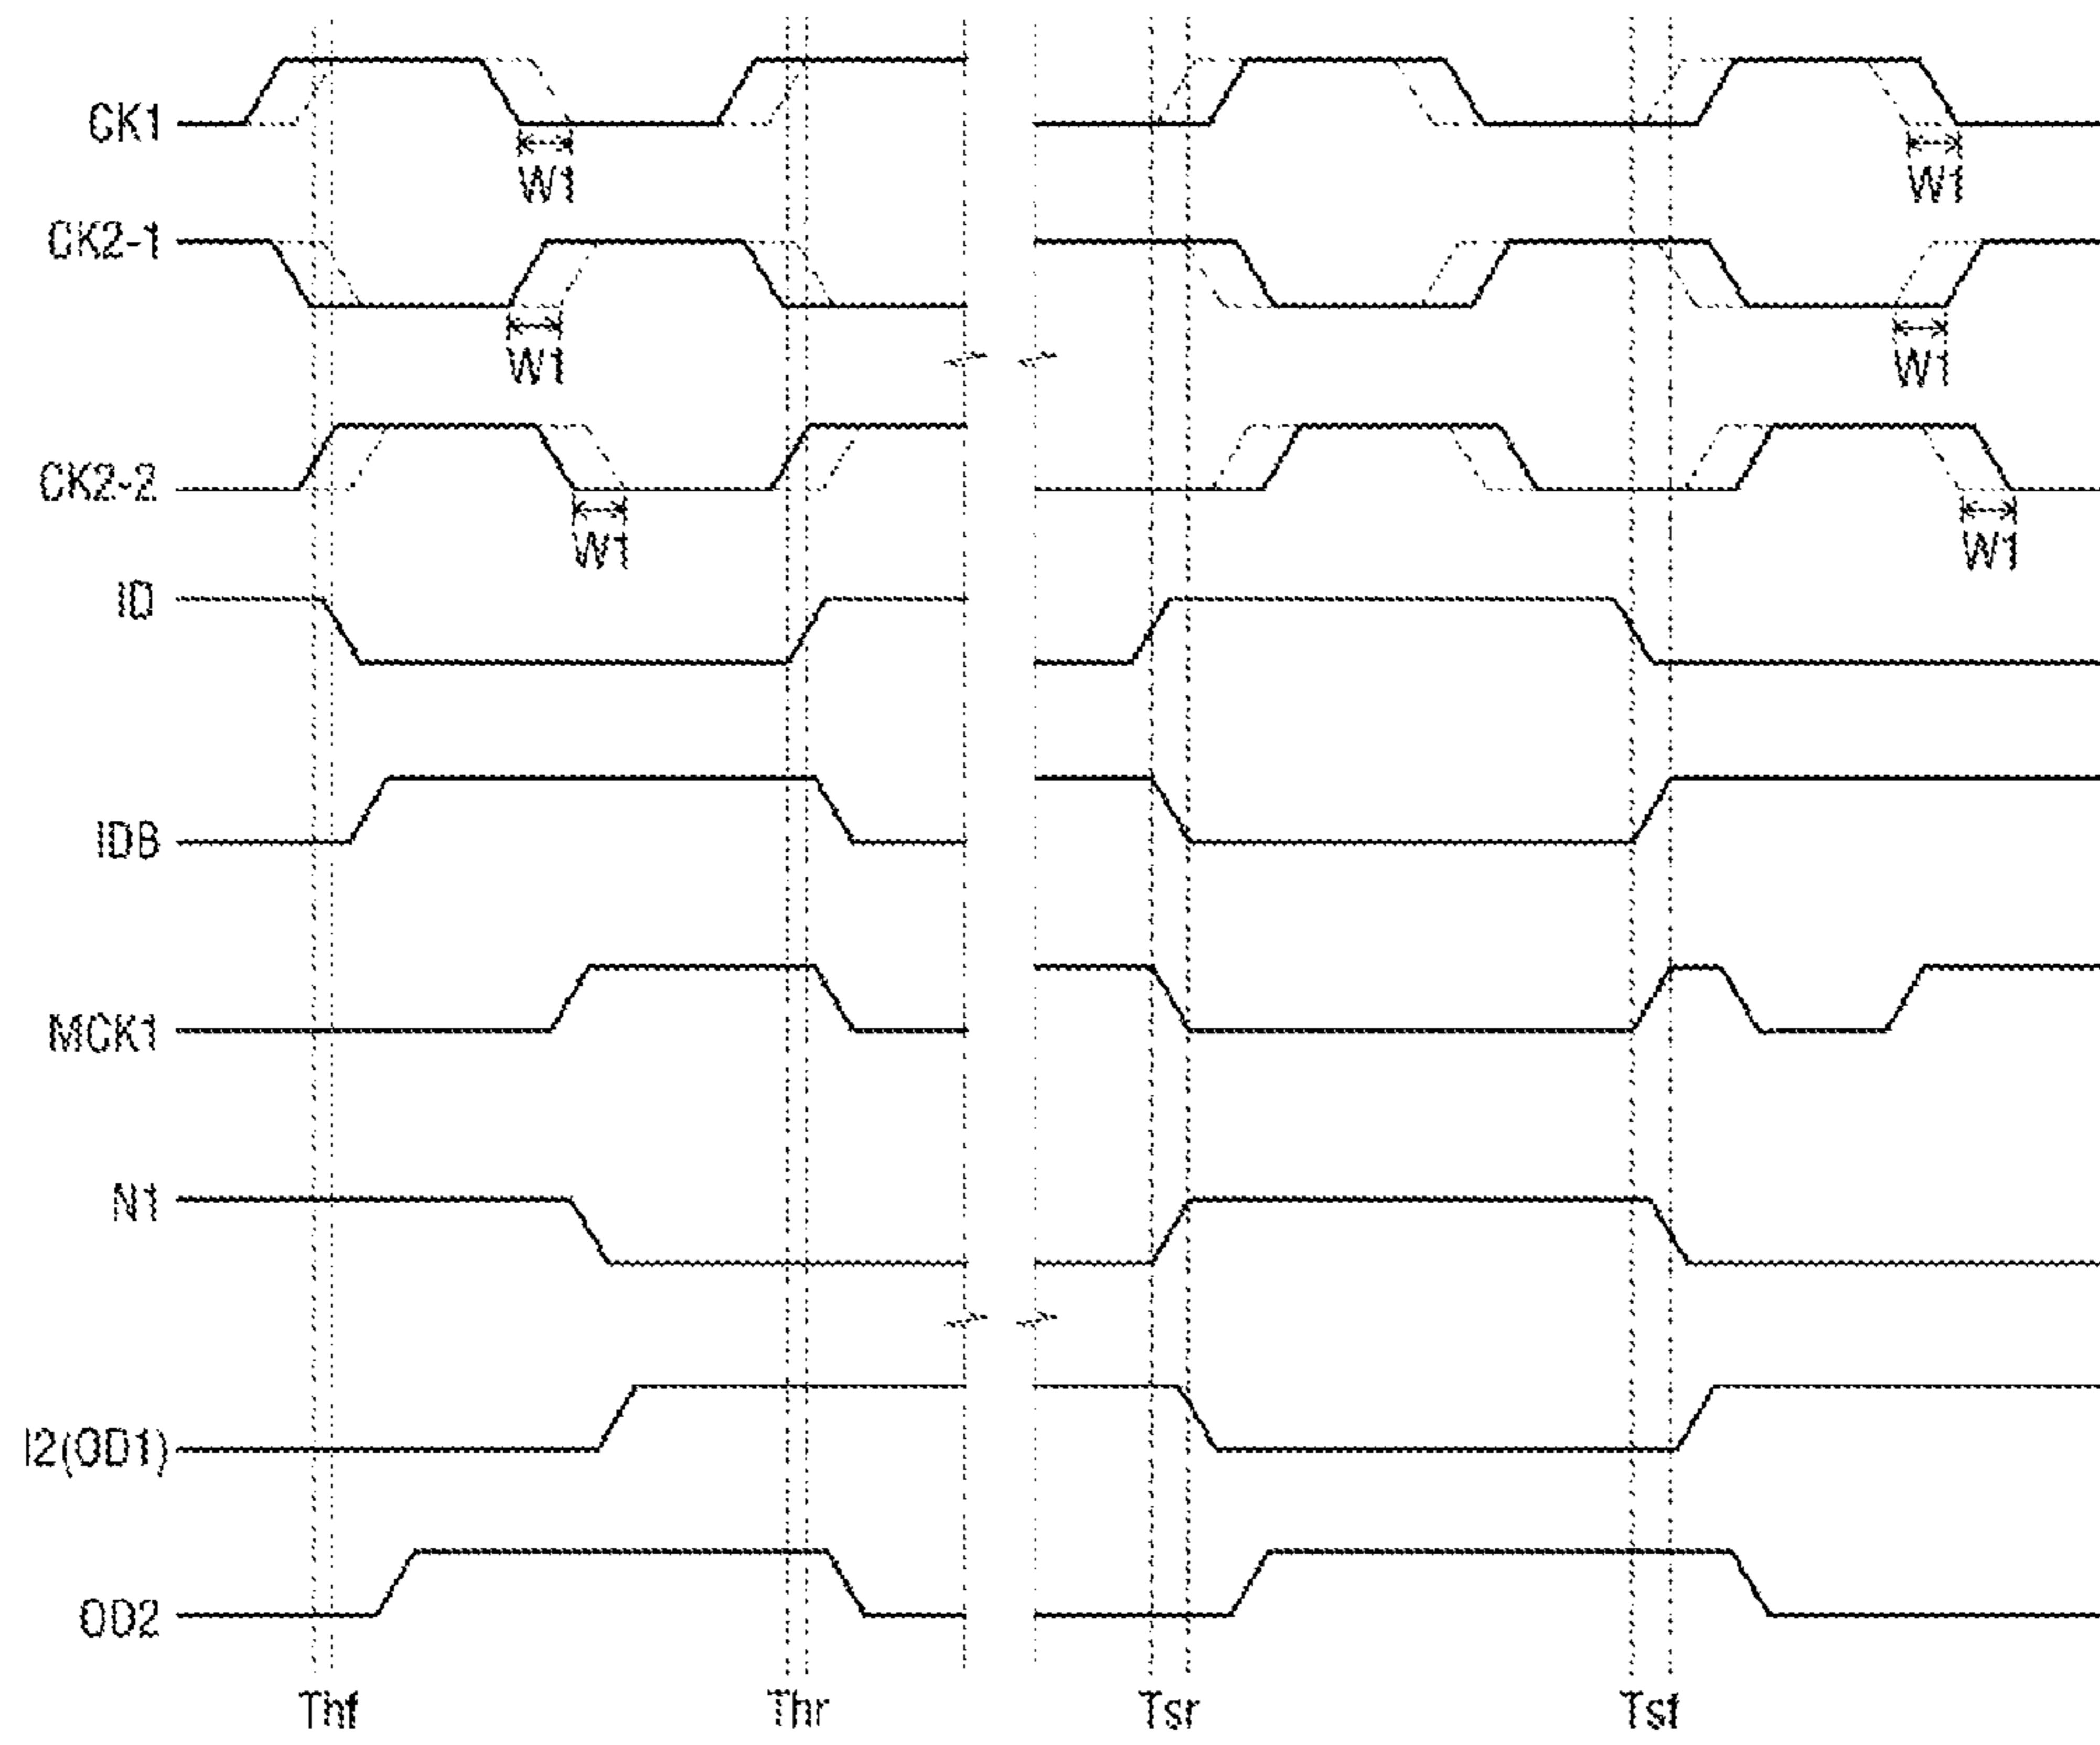 CK1
W1
W1
CK2-1
W1
W1
CK2-2
W1
W1
ID
IDB
MCK1
N1
I2(OD1)
OD2
Thf
Thr
Tsr
Tsf